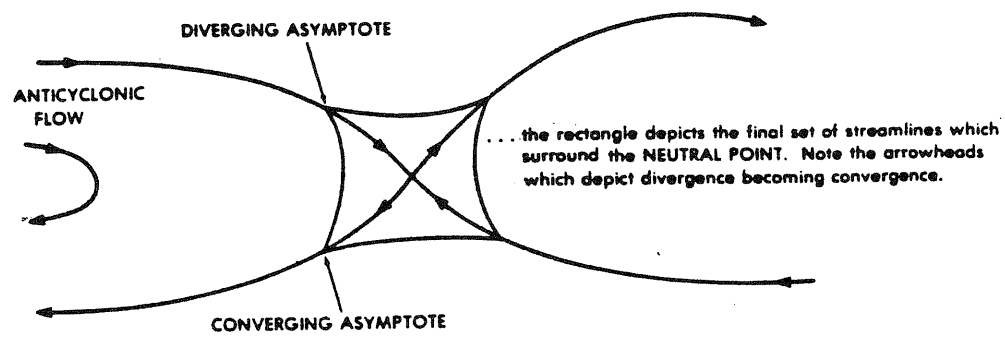 DIVERGING ASYMPTOTE
ANTICYCLONIC
FLOW
....the rectangle depicts the final set of streamlines which
surround the NEUTRAL POINT. Note the arrowheads
which depict divergence becoming convergence.
CONVERGING ASYMPTOTE